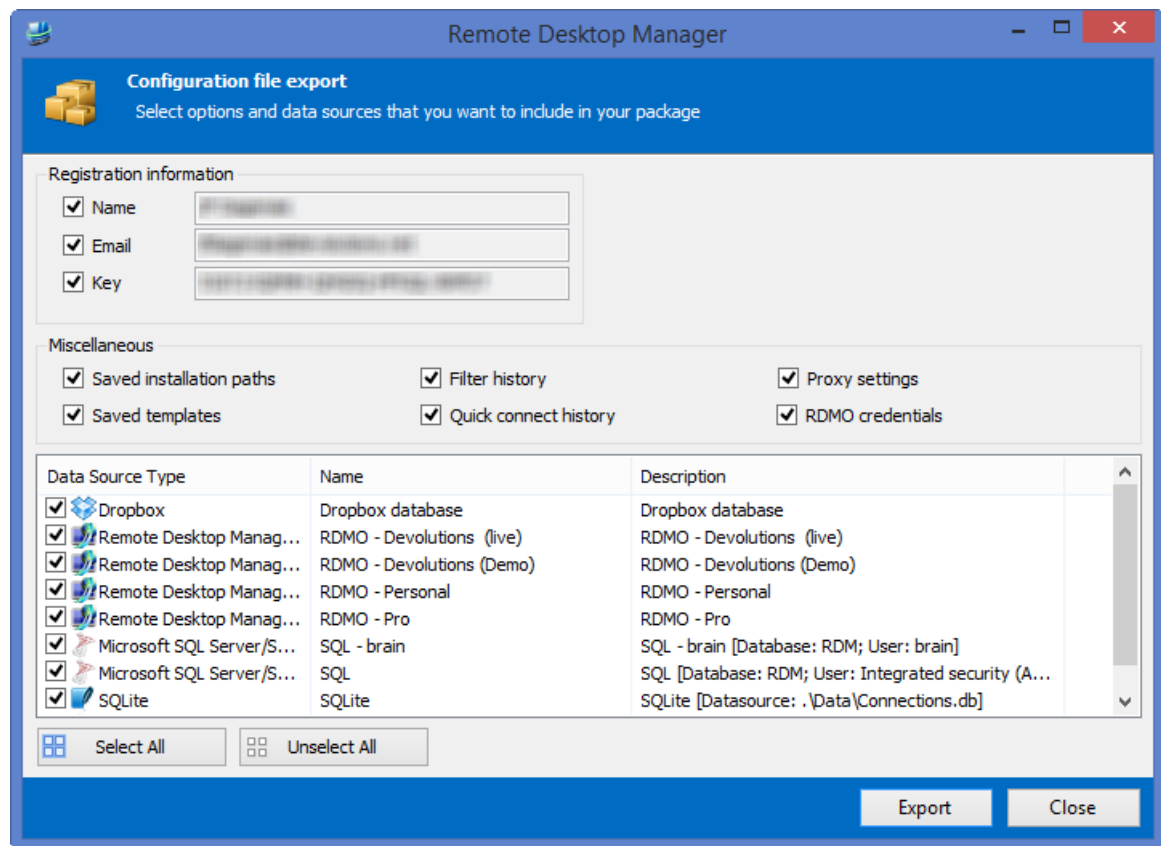 Remote Desktop Manager
Configuration file export
Select options and data sources that you want to include in your package
Registration information
Name
Email
Key
Miscellaneous
Saved installation paths Filter history Proxy settings
Saved templates Quick connect history RDMO credentials
Data Source Type Name Description
Dropbox Dropbox database Dropbox database
Remote Desktop Manag... RDMO - Devolutions (live) RDMO - Devolutions (live)
Remote Desktop Manag... RDMO - Devolutions (Demo) RDMO - Devolutions (Demo)
Remote Desktop Manag... RDMO - Personal RDMO - Personal
Remote Desktop Manag... RDMO - Pro RDMO - Pro
Microsoft SQL Server/S... SQL - brain SQL - brain [Database: RDM; User: brain]
Microsoft SQL Server/S... SQL SQL [Database: RDM; User: Integrated security (A...
SQLite SQLite SQLite [Datasource: .\Data\Connections.db]
Select All Unselect All
Export Close